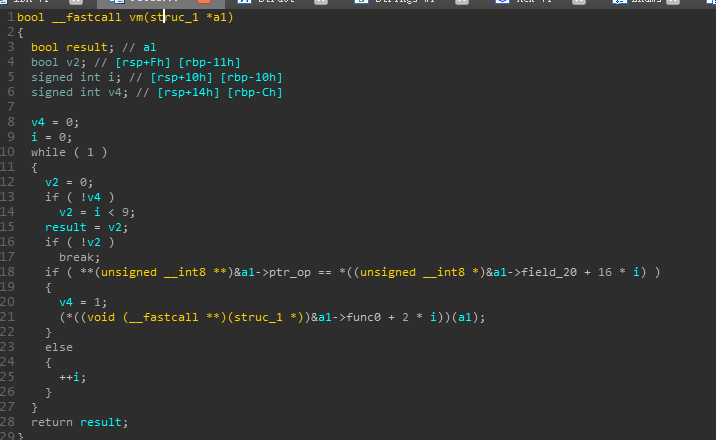 1 bool __fastcall vm(struc_1 *a1)
2 {
3   bool result; // al
4   bool v2; // [rsp+Fh] [rbp-11h]
5   signed int i; // [rsp+10h] [rbp-10h]
6   signed int v4; // [rsp+14h] [rbp-Ch]
7
8   v4 = 0;
9   i = 0;
10   while ( 1 )
11   {
12     v2 = 0;
13     if ( !v4 )
14       v2 = i < 9;
15     result = v2;
16     if ( !v2 )
17       break;
18     if ( **(unsigned __int8 **)&a1->ptr_op == *((unsigned __int8 *)&a1->field_20 + 16 * i) )
19     {
20       v4 = 1;
21       (*((void (__fastcall **)(struc_1 *))&a1->func0 + 2 * i))(a1);
22     }
23     else
24     {
25       ++i;
26     }
27   }
28   return result;
29 }